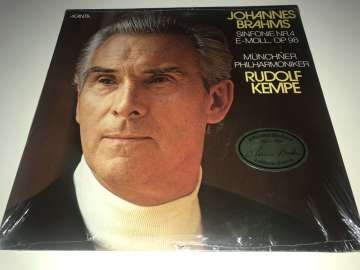 ACANTA
JOHANNES
BRAHMS
SINFONIE NR.4
E-MOLL, OP 98
MÜNCHNER
PHILHARMONIKER
RUDOLF
KEMPE